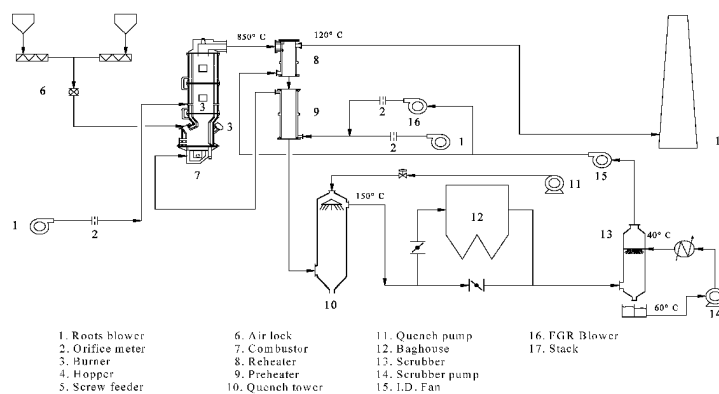 850° C
120° C
8
6
3
2
16
9
3
2
1
1
7
15
150° C
11
1
2
12
13
40° C
10
60° C
14
1. Roots blower
2. Orifice meter
3. Burner
4. Hopper
5. Screw feeder
6. Air lock
7. Combustor
8. Reheater
9. Preheater
10. Quench tower
11. Quench pump
12. Baghouse
13. Scrubber
14. Scrubber pump
15. I.D. Fan
16. FGR Blower
17. Stack